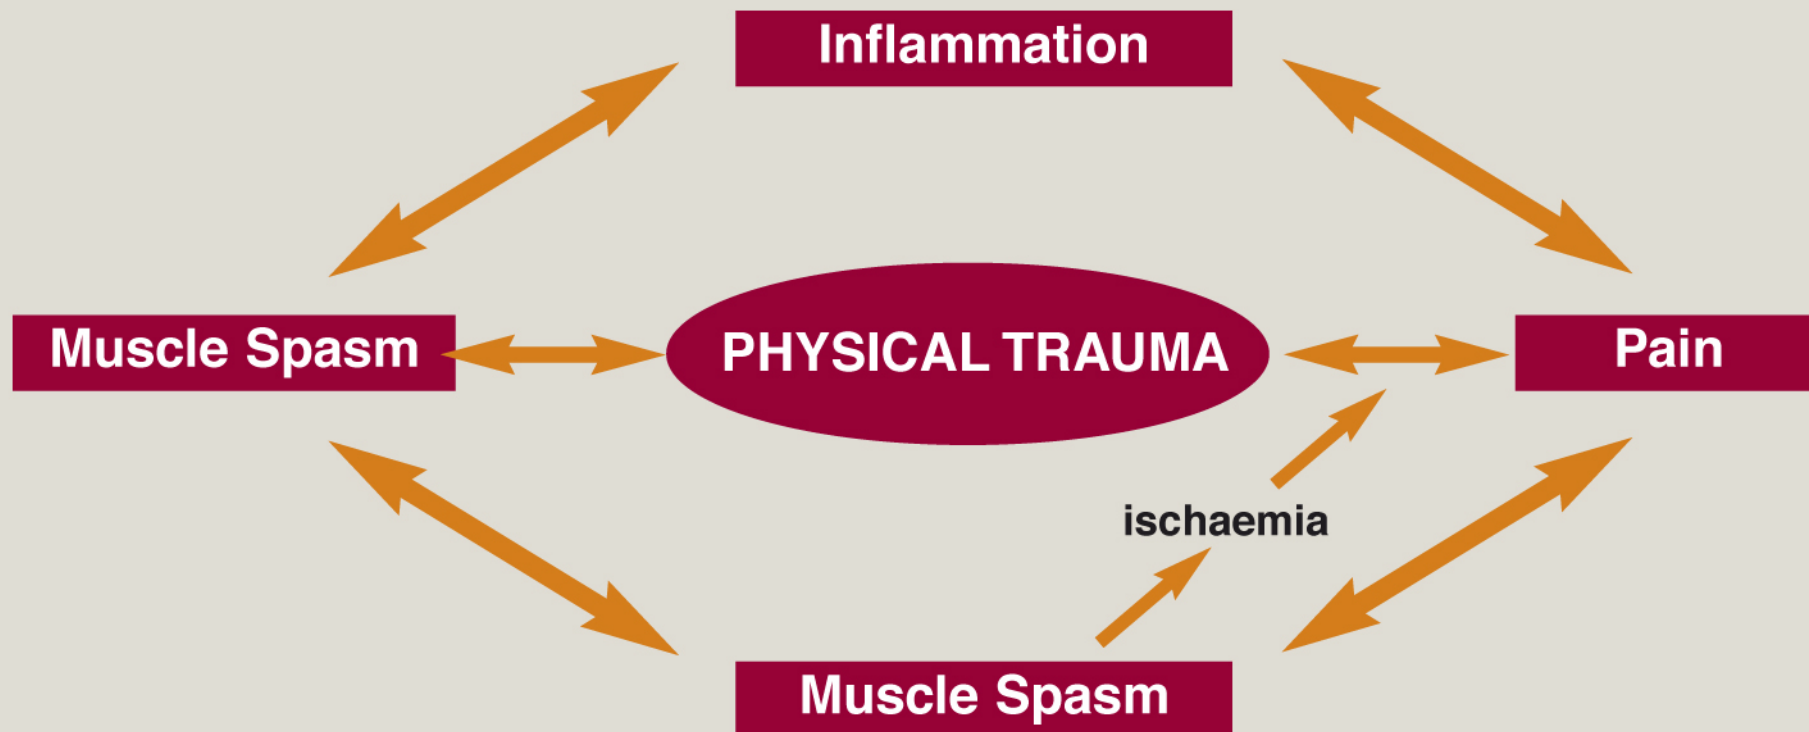 Inflammation
Muscle Spasm
PHYSICAL TRAUMA
Pain
ischaemia
Muscle Spasm